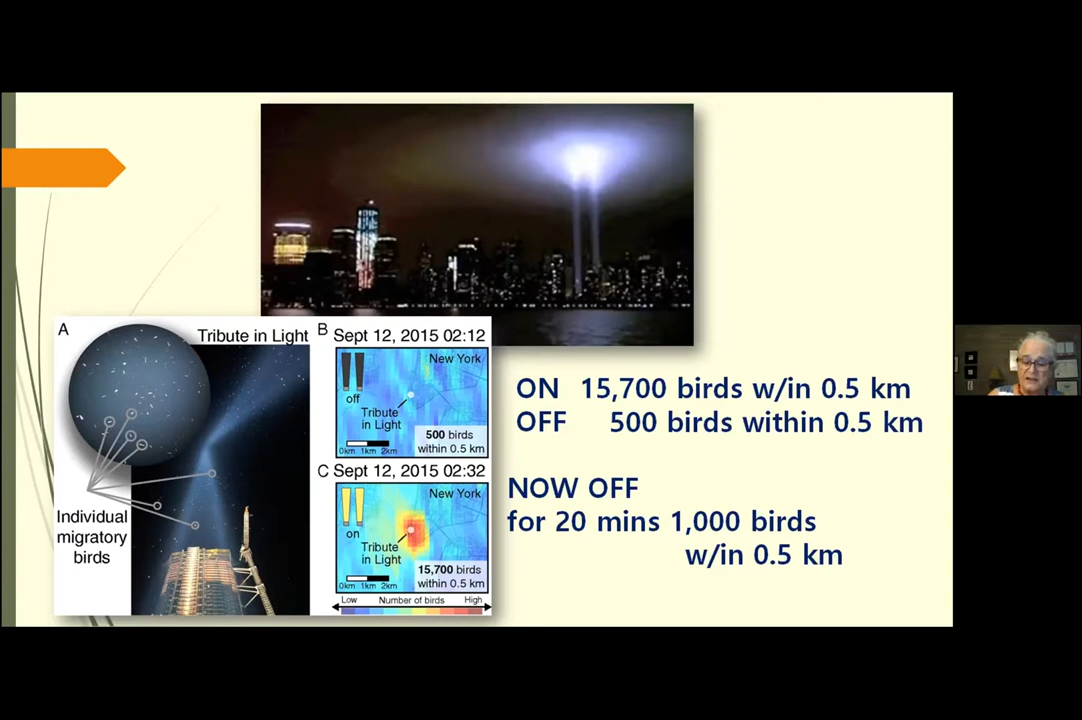 A
Tribute in Light
Individual
migratory
birds
B
Sept 12, 2015 02:12
New York
off
Tribute
in Light
0km 1km 2km
500 birds
within 0.5 km
C Sept 12, 2015 02:32
New York
on
Tribute
in Light
0km 1km 2km
15,700 birds
within 0.5 km
Low Number of birds High
ON 15,700 birds w/in 0.5 km
OFF 500 birds within 0.5 km
NOW OFF
for 20 mins 1,000 birds
w/in 0.5 km